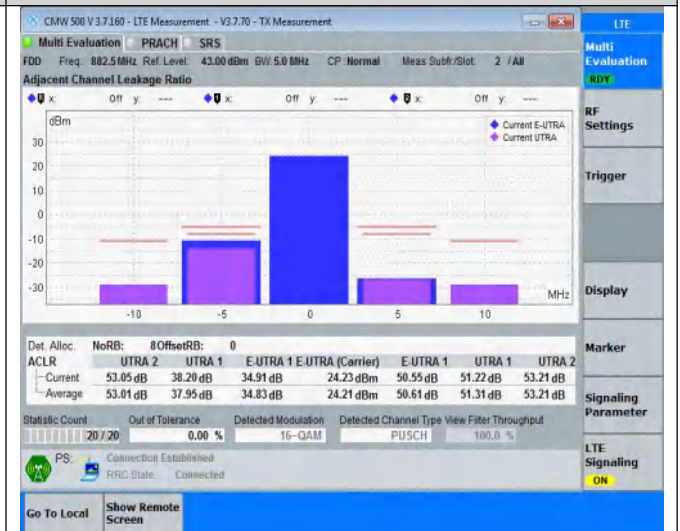 CMW 500 V 3.7.160 - LTE Measurement - V3.7.70 - TX Measurement
LTE
Multi Evaluation PRACH SRS
Multi Evaluation
RDY
FDD Freq.: 882.5 MHz Ref. Level: 43.00 dBm BW: 5.0 MHz CP: Normal Meas Subfr./Slot: 2 / All
Adjacent Channel Leakage Ratio
x: Off y: --- x: Off y: --- x: Off y: ---
dBm
Current E-UTRA
Current UTRA
30
20
10
0
-10
-20
-30
-10 -5 0 5 10
MHz
RF Settings
Trigger
Display
Marker
Signaling Parameter
LTE Signaling
ON
Det. Alloc. NoRB: 8 OffsetRB: 0
ACLR UTRA 2 UTRA 1 E-UTRA 1 E-UTRA (Carrier) E-UTRA 1 UTRA 1 UTRA 2
Current 53.05 dB 38.20 dB 34.91 dB 24.23 dBm 50.55 dB 51.22 dB 53.21 dB
Average 53.01 dB 37.95 dB 34.83 dB 24.21 dBm 50.61 dB 51.31 dB 53.21 dB
Statistic Count Out of Tolerance Detected Modulation Detected Channel Type View Filter Throughput
20 / 20 0.00 % 16-QAM PUSCH 100.0 %
PS: Connection Established
RRC State: Connected
Go To Local
Show Remote Screen